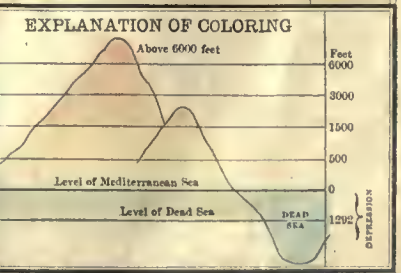 EXPLANATION OF COLORING
Above 6000 feet
Feet
6000
3000
1500
500
Level of Mediterranean Sea
0
Level of Dead Sea
DEAD
SEA
1292
DEPRESSION